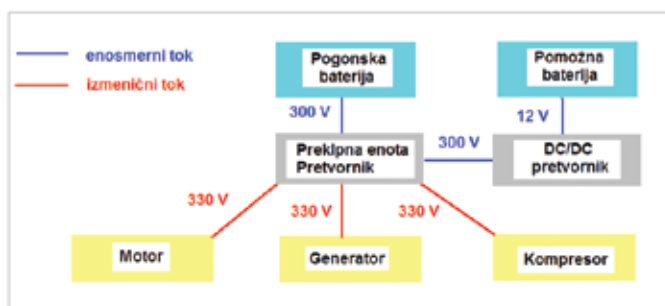 enosmerni tok
izmenični tok
Pogonska
baterija
Pomožna
baterija
300 V
12 V
Preklpna enota
Pretvornik
300 V
DC/DC
pretvornik
330 V
330 V
330 V
Motor
Generator
Kompresor